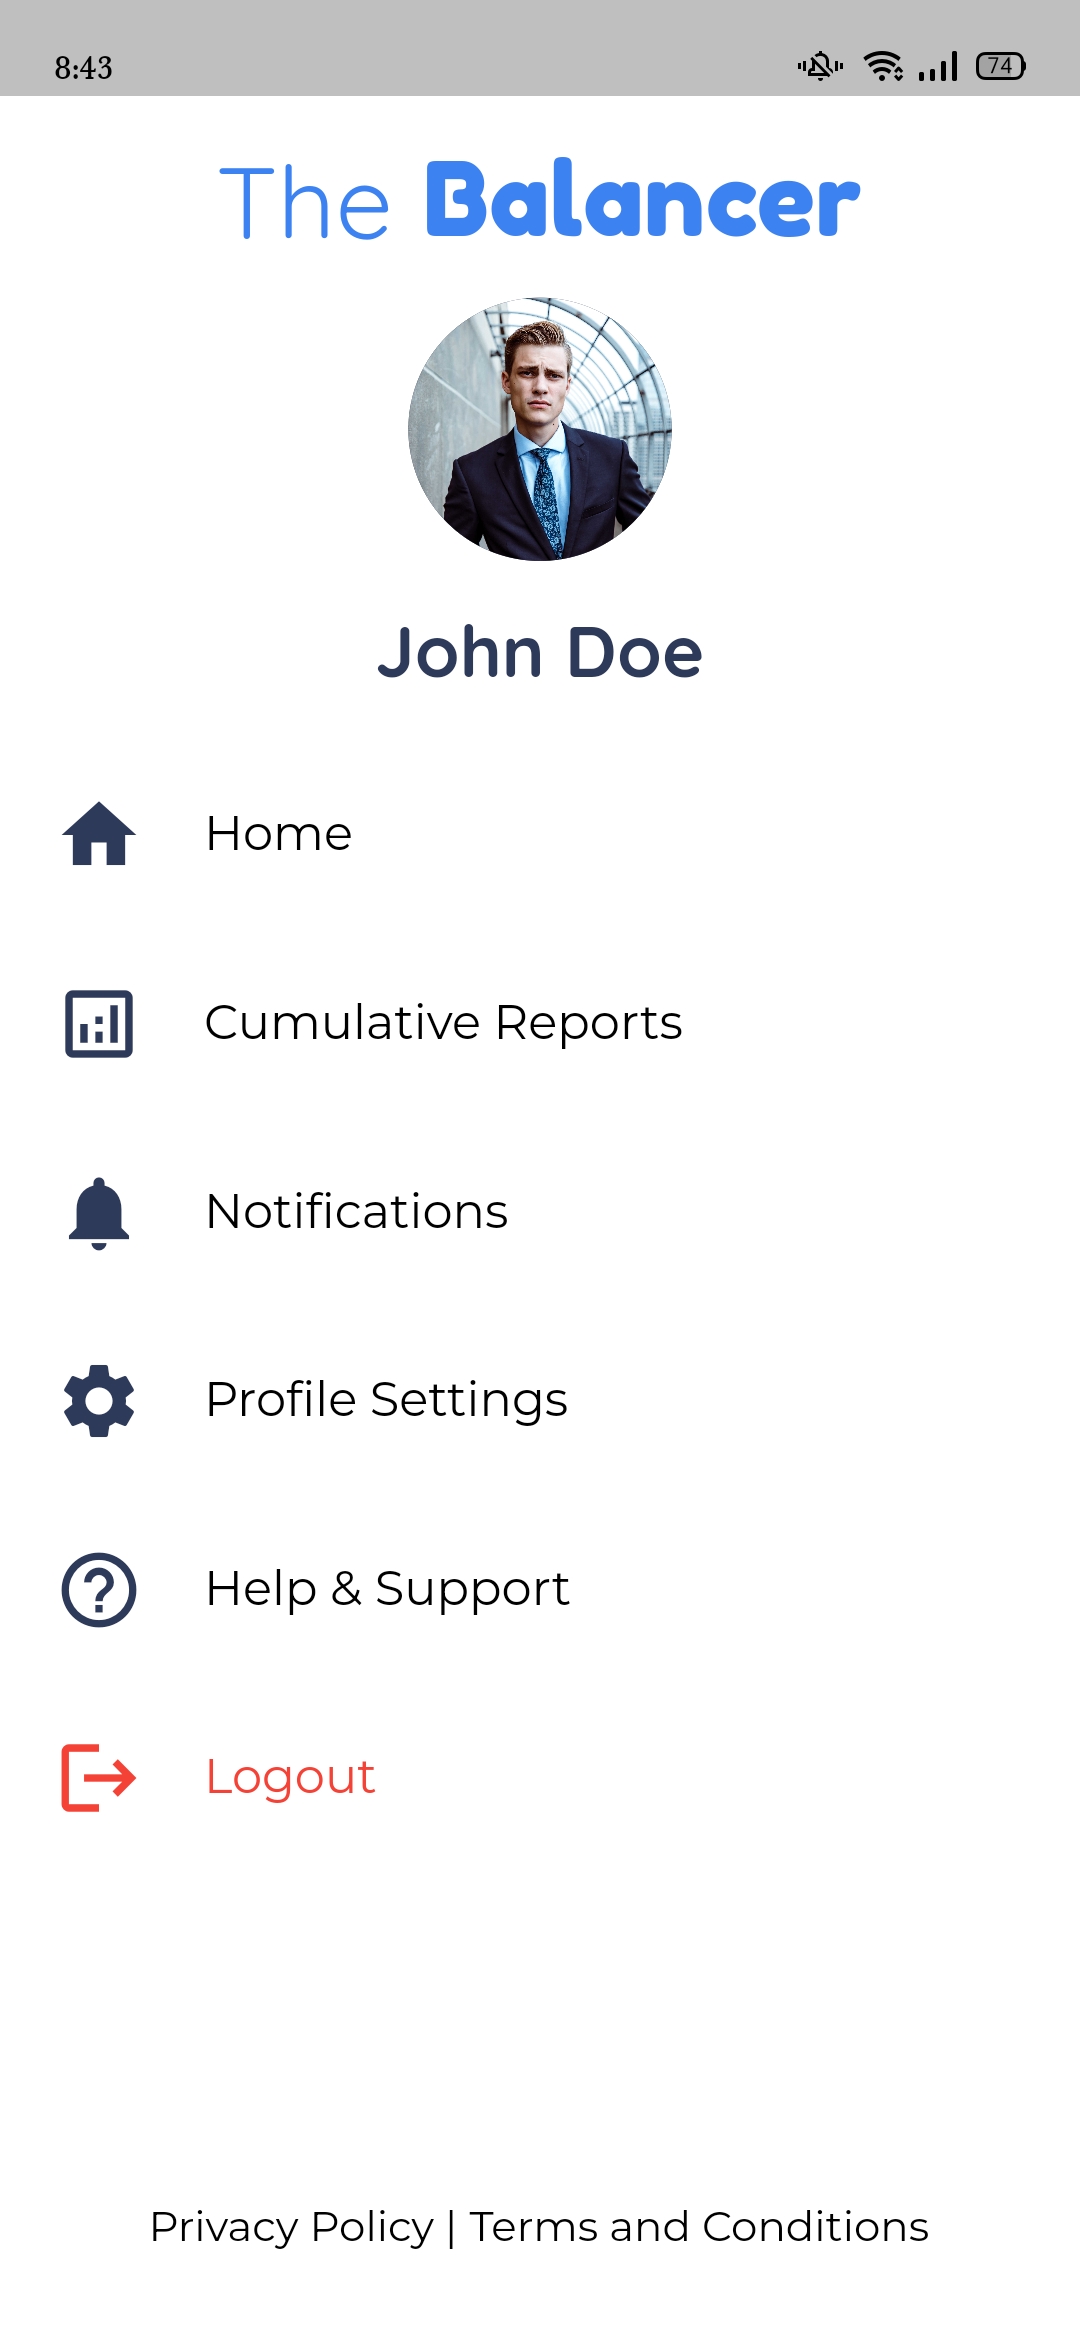 8:43
74
The Balancer
John Doe
Home
Cumulative Reports
Notifications
Profile Settings
Help & Support
Logout
Privacy Policy | Terms and Conditions